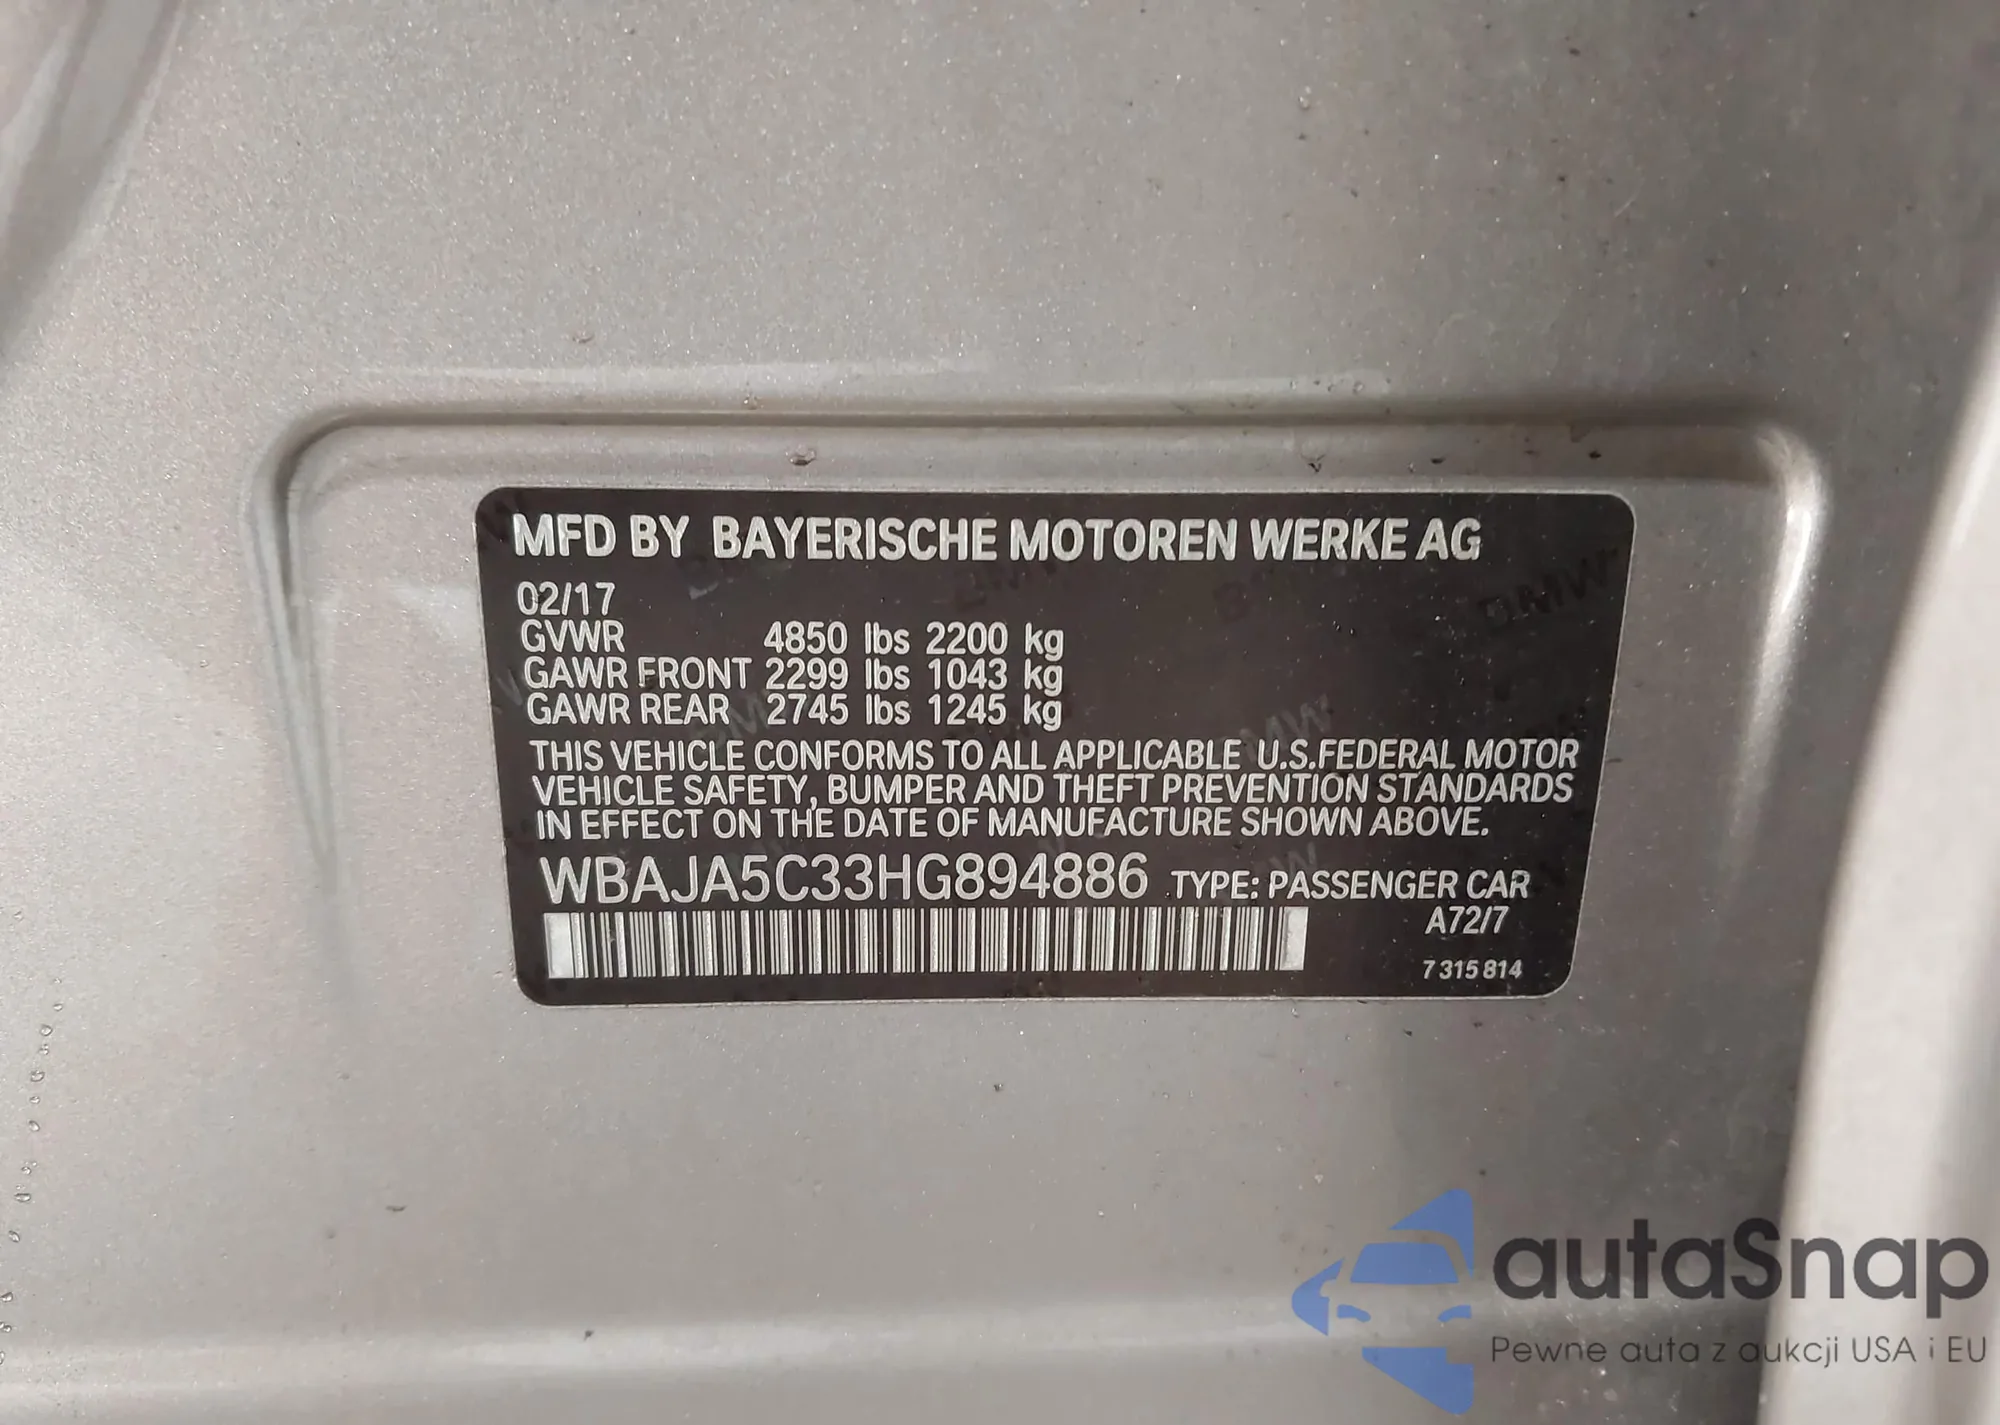 MFD BY BAYERISCHE MOTOREN WERKE AG
02/17
GVWR 4850 lbs 2200 kg
GAWR FRONT 2299 lbs 1043 kg
GAWR REAR 2745 lbs 1245 kg
THIS VEHICLE CONFORMS TO ALL APPLICABLE U.S.FEDERAL MOTOR
VEHICLE SAFETY, BUMPER AND THEFT PREVENTION STANDARDS
IN EFFECT ON THE DATE OF MANUFACTURE SHOWN ABOVE.
WBAJA5C33HG894886 TYPE: PASSENGER CAR
A72/7
7 315 814
autaSnap
Pewne auta z aukcji USA i EU